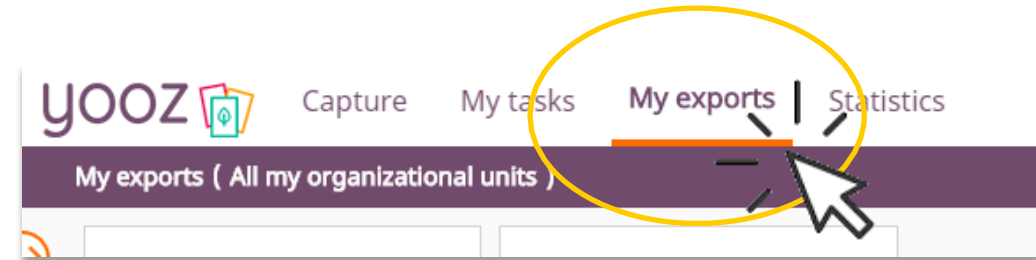 yooz Capture My tasks My exports Statistics
My exports ( All my organizational units )